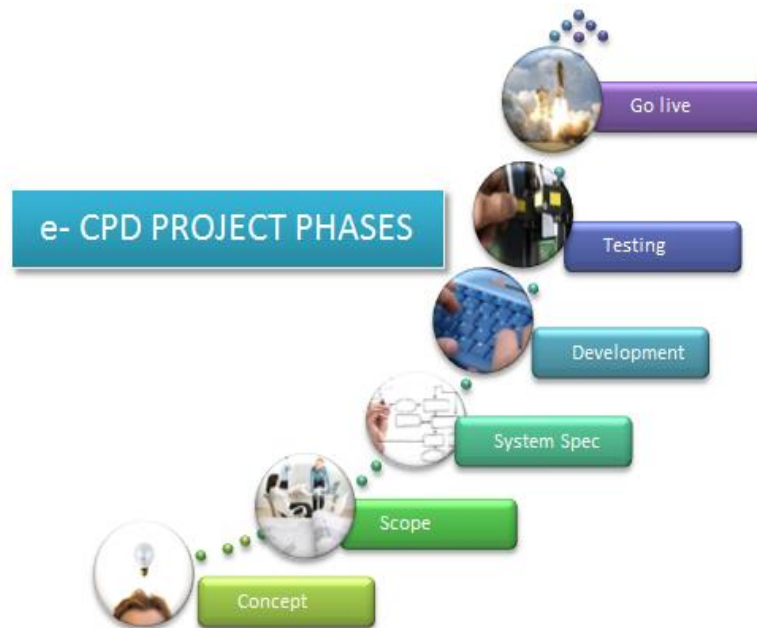 Go live
e- CPD PROJECT PHASES
Testing
Development
System Spec
Scope
Concept